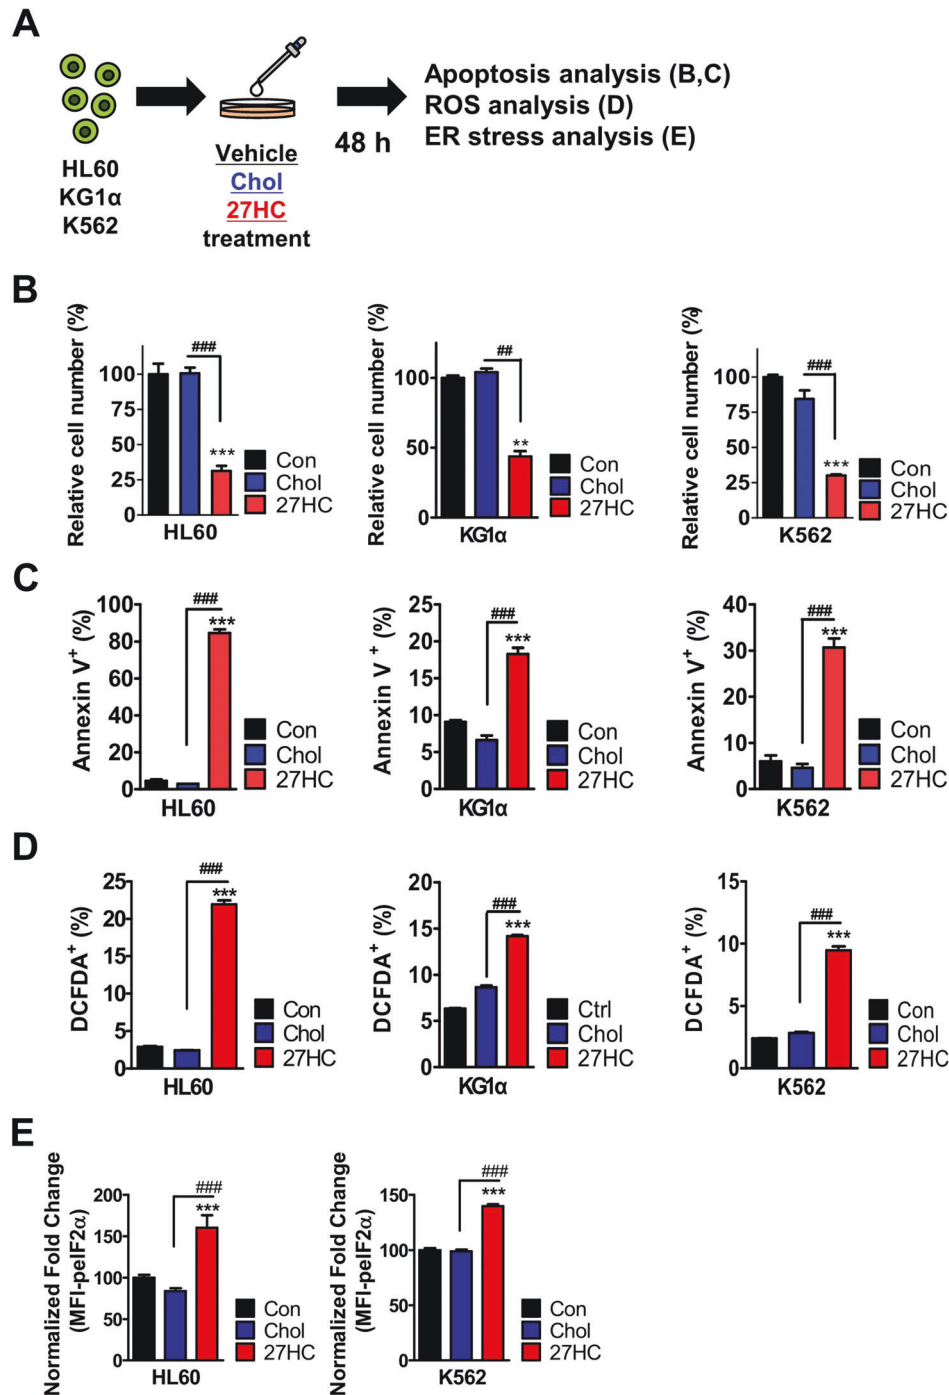 A
HL60
KG1α
K562
Vehicle
Chol
27HC
treatment
48 h
Apoptosis analysis (B,C)
ROS analysis (D)
ER stress analysis (E)
B
Relative cell number (%)
100
75
50
25
0
###
***
HL60
Con
Chol
27HC
Relative cell number (%)
100
50
0
##
**
KG1α
Con
Chol
27HC
Relative cell number (%)
100
75
50
25
0
###
***
K562
Con
Chol
27HC
C
Annexin V+ (%)
100
80
60
40
20
0
###
***
HL60
Con
Chol
27HC
Annexin V + (%)
25
20
15
10
5
0
###
***
KG1α
Con
Chol
27HC
Annexin V+ (%)
40
30
20
10
0
###
***
K562
Con
Chol
27HC
D
DCFDA+ (%)
25
20
15
10
5
0
###
***
HL60
Con
Chol
27HC
DCFDA+ (%)
20
15
10
5
0
###
***
KG1α
Ctrl
Chol
27HC
DCFDA+ (%)
15
10
5
0
###
***
K562
Con
Chol
27HC
E
Normalized Fold Change
(MFI-peIF2α)
200
150
100
50
0
###
***
HL60
Con
Chol
27HC
Normalized Fold Change
(MFI-peIF2α)
150
100
50
0
###
***
K562
Con
Chol
27HC